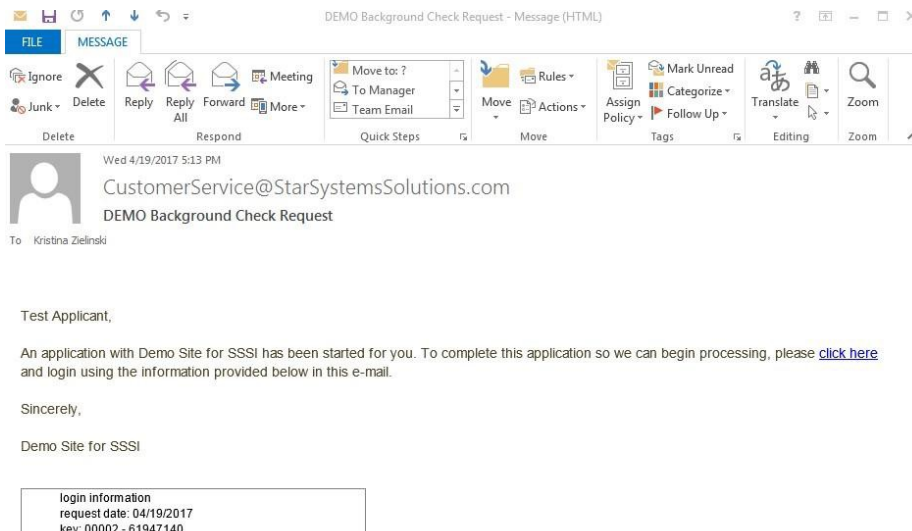 DEMO Background Check Request - Message (HTML)
?
FILE
MESSAGE
Ignore
Junk
Delete
Reply
Reply All
Forward
Meeting
More
Move to: ?
To Manager
Team Email
Move
Rules
Actions
Assign Policy
Mark Unread
Categorize
Follow Up
Translate
Zoom
Delete
Respond
Quick Steps
Move
Tags
Editing
Zoom
Wed 4/19/2017 5:13 PM
CustomerService@StarSystemsSolutions.com
DEMO Background Check Request
To Kristina Zielinski
Test Applicant,
An application with Demo Site for SSSI has been started for you. To complete this application so we can begin processing, please click here
and login using the information provided below in this e-mail.
Sincerely,
Demo Site for SSSI
login information
request date: 04/19/2017
key: 00002 - 61947140